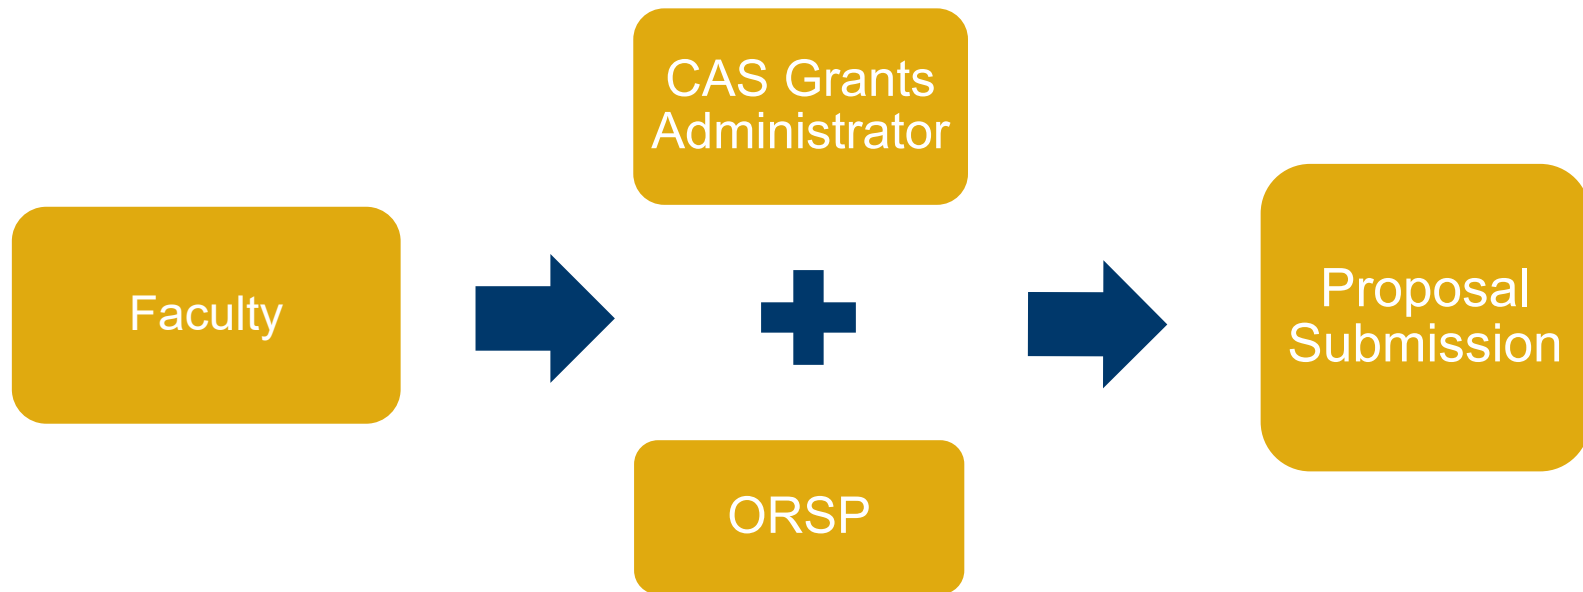 Faculty
CAS Grants
Administrator
ORSP
Proposal
Submission